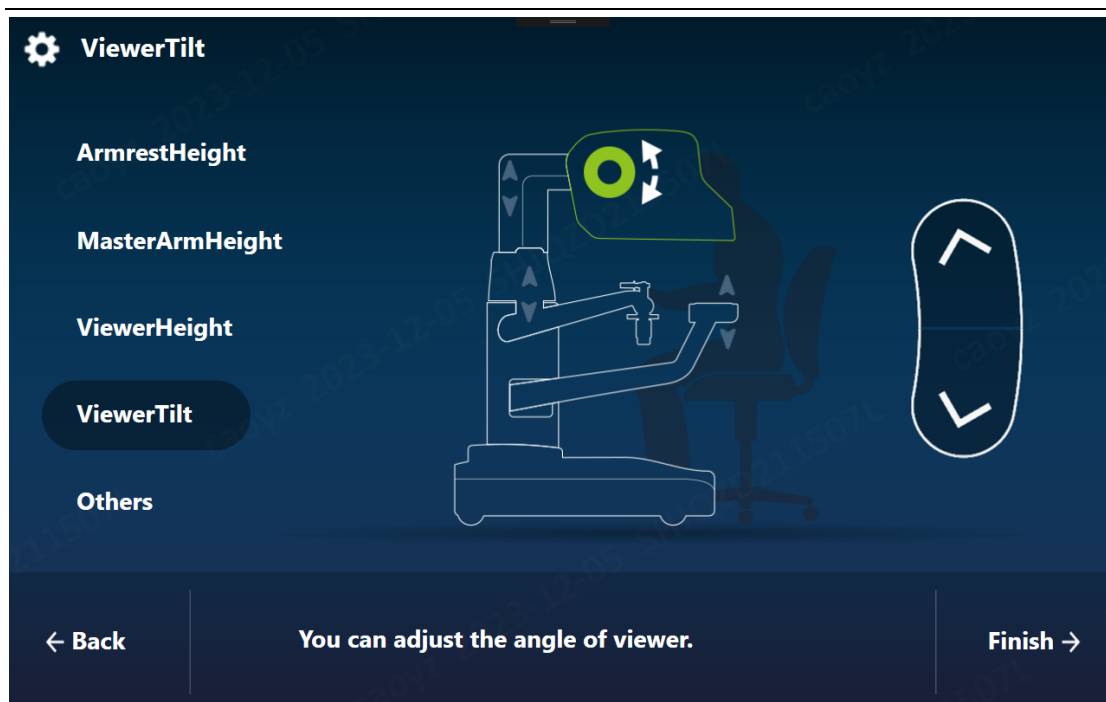 ViewerTilt
ArmrestHeight
MasterArmHeight
ViewerHeight
ViewerTilt
Others
← Back
You can adjust the angle of viewer.
Finish →